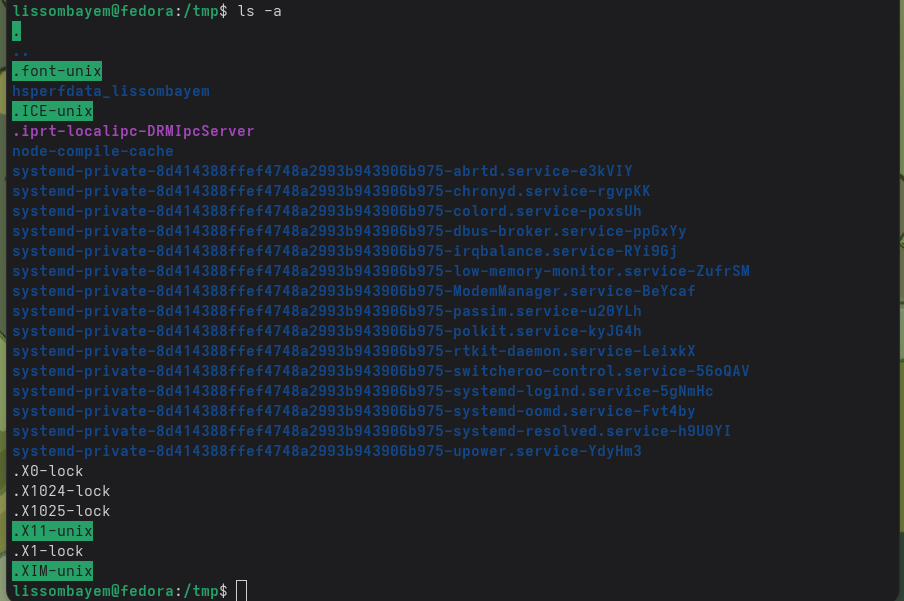 lissombayem@fedora:/tmp$ ls -a
.
..
.font-unix
hsperfdata_lissombayem
.ICE-unix
.iprt-localipc-DRMIpcServer
node-compile-cache
systemd-private-8d414388ffef4748a2993b943906b975-abrtd.service-e3kVIY
systemd-private-8d414388ffef4748a2993b943906b975-chronyd.service-rgvpKK
systemd-private-8d414388ffef4748a2993b943906b975-colord.service-poxsUh
systemd-private-8d414388ffef4748a2993b943906b975-dbus-broker.service-ppGxYy
systemd-private-8d414388ffef4748a2993b943906b975-irqbalance.service-RYi9Gj
systemd-private-8d414388ffef4748a2993b943906b975-low-memory-monitor.service-ZufrSM
systemd-private-8d414388ffef4748a2993b943906b975-ModemManager.service-BeYcaf
systemd-private-8d414388ffef4748a2993b943906b975-passim.service-u20YLh
systemd-private-8d414388ffef4748a2993b943906b975-polkit.service-kyJG4h
systemd-private-8d414388ffef4748a2993b943906b975-rtkit-daemon.service-LeixkX
systemd-private-8d414388ffef4748a2993b943906b975-switcheroo-control.service-56oQAV
systemd-private-8d414388ffef4748a2993b943906b975-systemd-logind.service-5gNmHc
systemd-private-8d414388ffef4748a2993b943906b975-systemd-oomd.service-Fvt4by
systemd-private-8d414388ffef4748a2993b943906b975-systemd-resolved.service-h9U0YI
systemd-private-8d414388ffef4748a2993b943906b975-upower.service-YdyHm3
.X0-lock
.X1024-lock
.X1025-lock
.X11-unix
.X1-lock
.XIM-unix
lissombayem@fedora:/tmp$